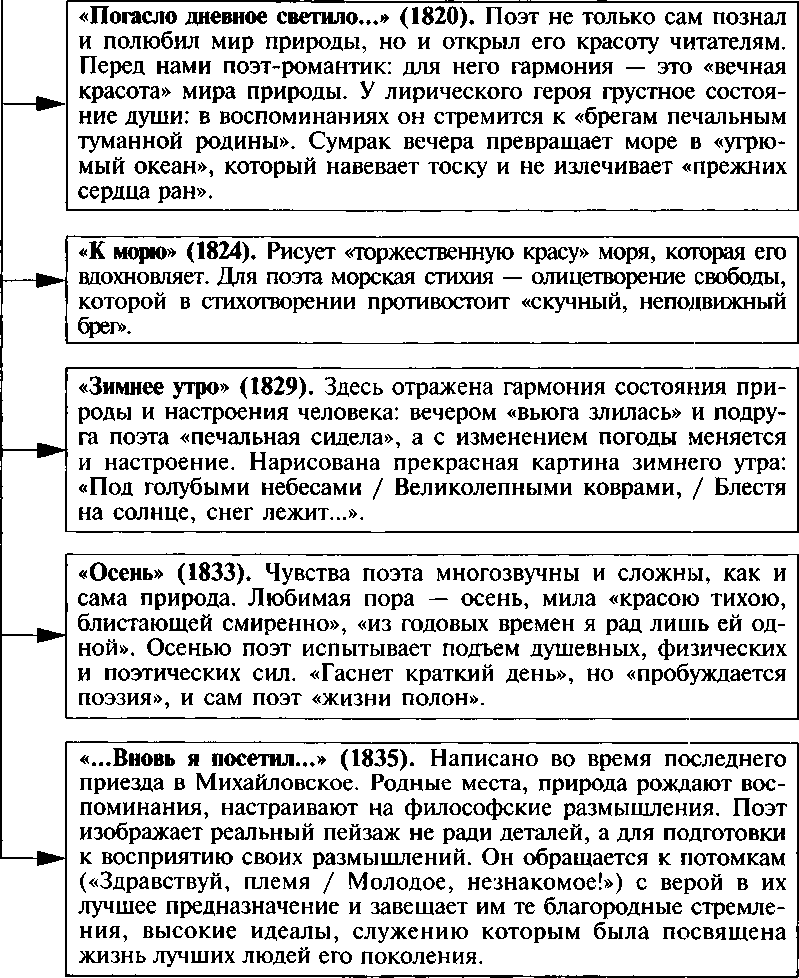 «Погасло дневное светило...» (1820). Поэт не только сам познал
и полюбил мир природы, но и открыл его красоту читателям.
Перед нами поэт-романтик: для него гармония — это «вечная
красота» мира природы. У лирического героя грустное состоя-
ние души: в воспоминаниях он стремится к «брегам печальным
туманной родины». Сумрак вечера превращает море в «угрю-
мый океан», который навевает тоску и не излечивает «прежних
сердца ран».
«К морю» (1824). Рисует «торжественную красу» моря, которая его
вдохновляет. Для поэта морская стихия — олицетворение свободы,
которой в стихотворении противостоит «скучный, неподвижный
брег».
«Зимнее утро» (1829). Здесь отражена гармония состояния при-
роды и настроения человека: вечером «вьюга злилась» и подру-
га поэта «печальная сидела», а с изменением погоды меняется
и настроение. Нарисована прекрасная картина зимнего утра:
«Под голубыми небесами / Великолепными коврами, / Блестя
на солнце, снег лежит...».
«Осень» (1833). Чувства поэта многозвучны и сложны, как и
сама природа. Любимая пора — осень, мила «красою тихою,
блистающей смиренно», «из годовых времен я рад лишь ей од-
ной». Осенью поэт испытывает подъем душевных, физических
и поэтических сил. «Гаснет краткий день», но «пробуждается
поэзия», и сам поэт «жизни полон».
«...Вновь я посетил...» (1835). Написано во время последнего
приезда в Михайловское. Родные места, природа рождают вос-
поминания, настраивают на философские размышления. Поэт
изображает реальный пейзаж не ради деталей, а для подготовки
к восприятию своих размышлений. Он обращается к потомкам
(«Здравствуй, племя / Молодое, незнакомое!») с верой в их
лучшее предназначение и завещает им те благородные стремле-
ния, высокие идеалы, служению которым была посвящена
жизнь лучших людей его поколения.